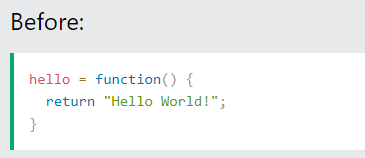 Before:
hello = function() {
  return "Hello World!";
}